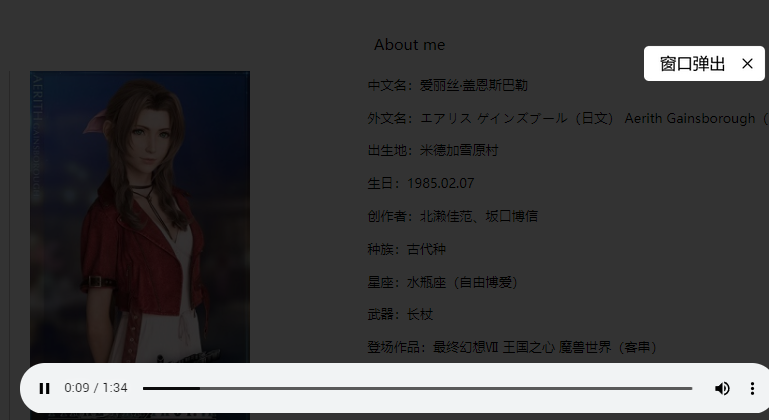 About me
窗口弹出 ×
中文名：爱丽丝·盖恩斯巴勒
外文名：エアリス ゲインズブール（日文） Aerith Gainsborough（
出生地：米德加雪原村
生日：1985.02.07
创作者：北濑佳范、坂口博信
种族：古代种
星座：水瓶座（自由博爱）
武器：长杖
登场作品：最终幻想Ⅶ 王国之心 魔兽世界（客串）
AERITH GAINSBOROUGH
0:09 / 1:34